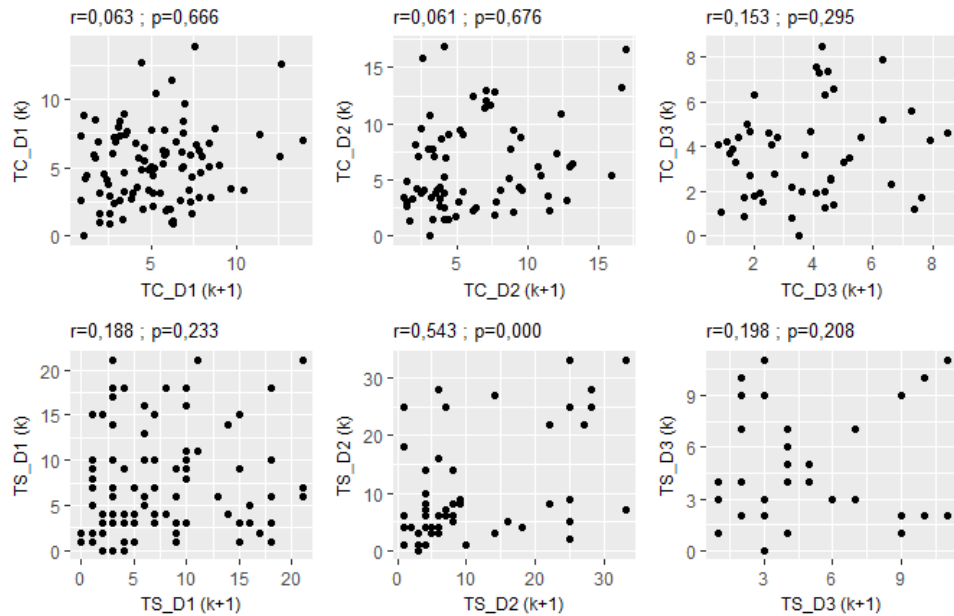 r=0,063 ; p=0,666
TC_D1 (k)
10
5
0
5
10
TC_D1 (k+1)
r=0,061 ; p=0,676
TC_D2 (k)
15
10
5
0
5
10
15
TC_D2 (k+1)
r=0,153 ; p=0,295
TC_D3 (k)
8
6
4
2
0
2
4
6
8
TC_D3 (k+1)
r=0,188 ; p=0,233
TS_D1 (k)
20
15
10
5
0
0
5
10
15
20
TS_D1 (k+1)
r=0,543 ; p=0,000
TS_D2 (k)
30
20
10
0
0
10
20
30
TS_D2 (k+1)
r=0,198 ; p=0,208
TS_D3 (k)
9
6
3
0
3
6
9
TS_D3 (k+1)